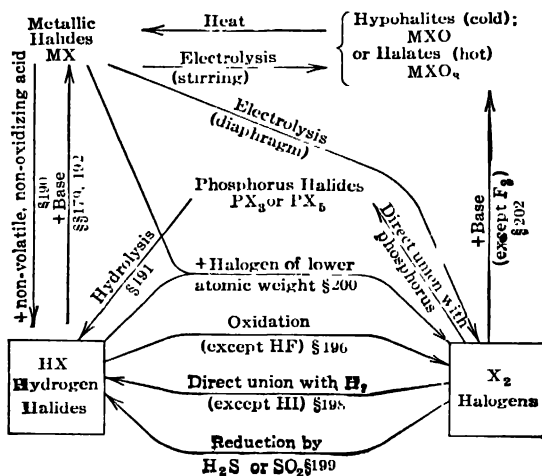 Metallic
Halides
MX
Heat
Electrolysis
(stirring)
Hypohalites (cold);
MXO
or Halates (hot)
MXO₃
Electrolysis
(diaphragm)
+non-volatile, non-oxidizing acid
§190
+Base
§§179, 192
Phosphorus Halides
PX₃ or PX₅
Hydrolysis
§191
Direct union with
phosphorus
+Base
(except F₂)
§202
+Halogen of lower
atomic weight §200
Oxidation
(except HF) §196
HX
Hydrogen
Halides
Direct union with H₂
(except HI) §198
X₂
Halogens
Reduction by
H₂S or SO₂ §199